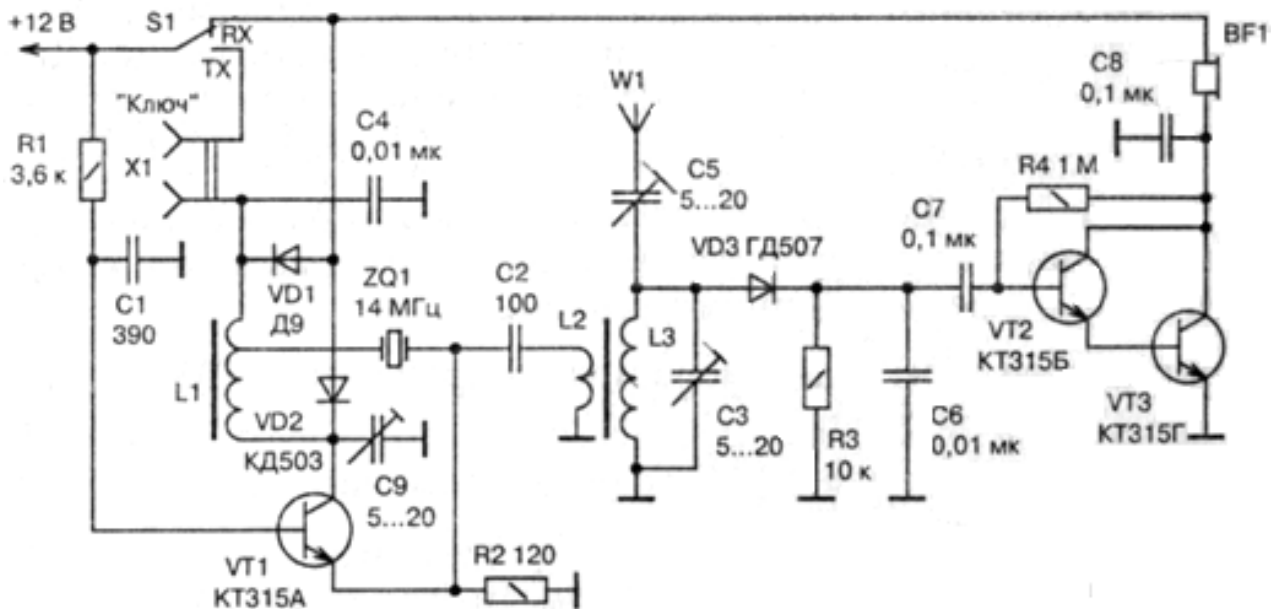 +12 В
S1
RX
TX
BF1
"Ключ"
R1
3,6 к
X1
C4
0,01 мк
W1
C5
5...20
C8
0,1 мк
R4 1 М
C7
0,1 мк
VD3 ГД507
C1
390
VD1
Д9
ZQ1
14 МГц
C2
100
L2
L3
L1
VD2
КД503
C9
5...20
C3
5...20
R3
10 к
C6
0,01 мк
VT2
КТ315Б
VT3
КТ315Г
VT1
КТ315А
R2 120